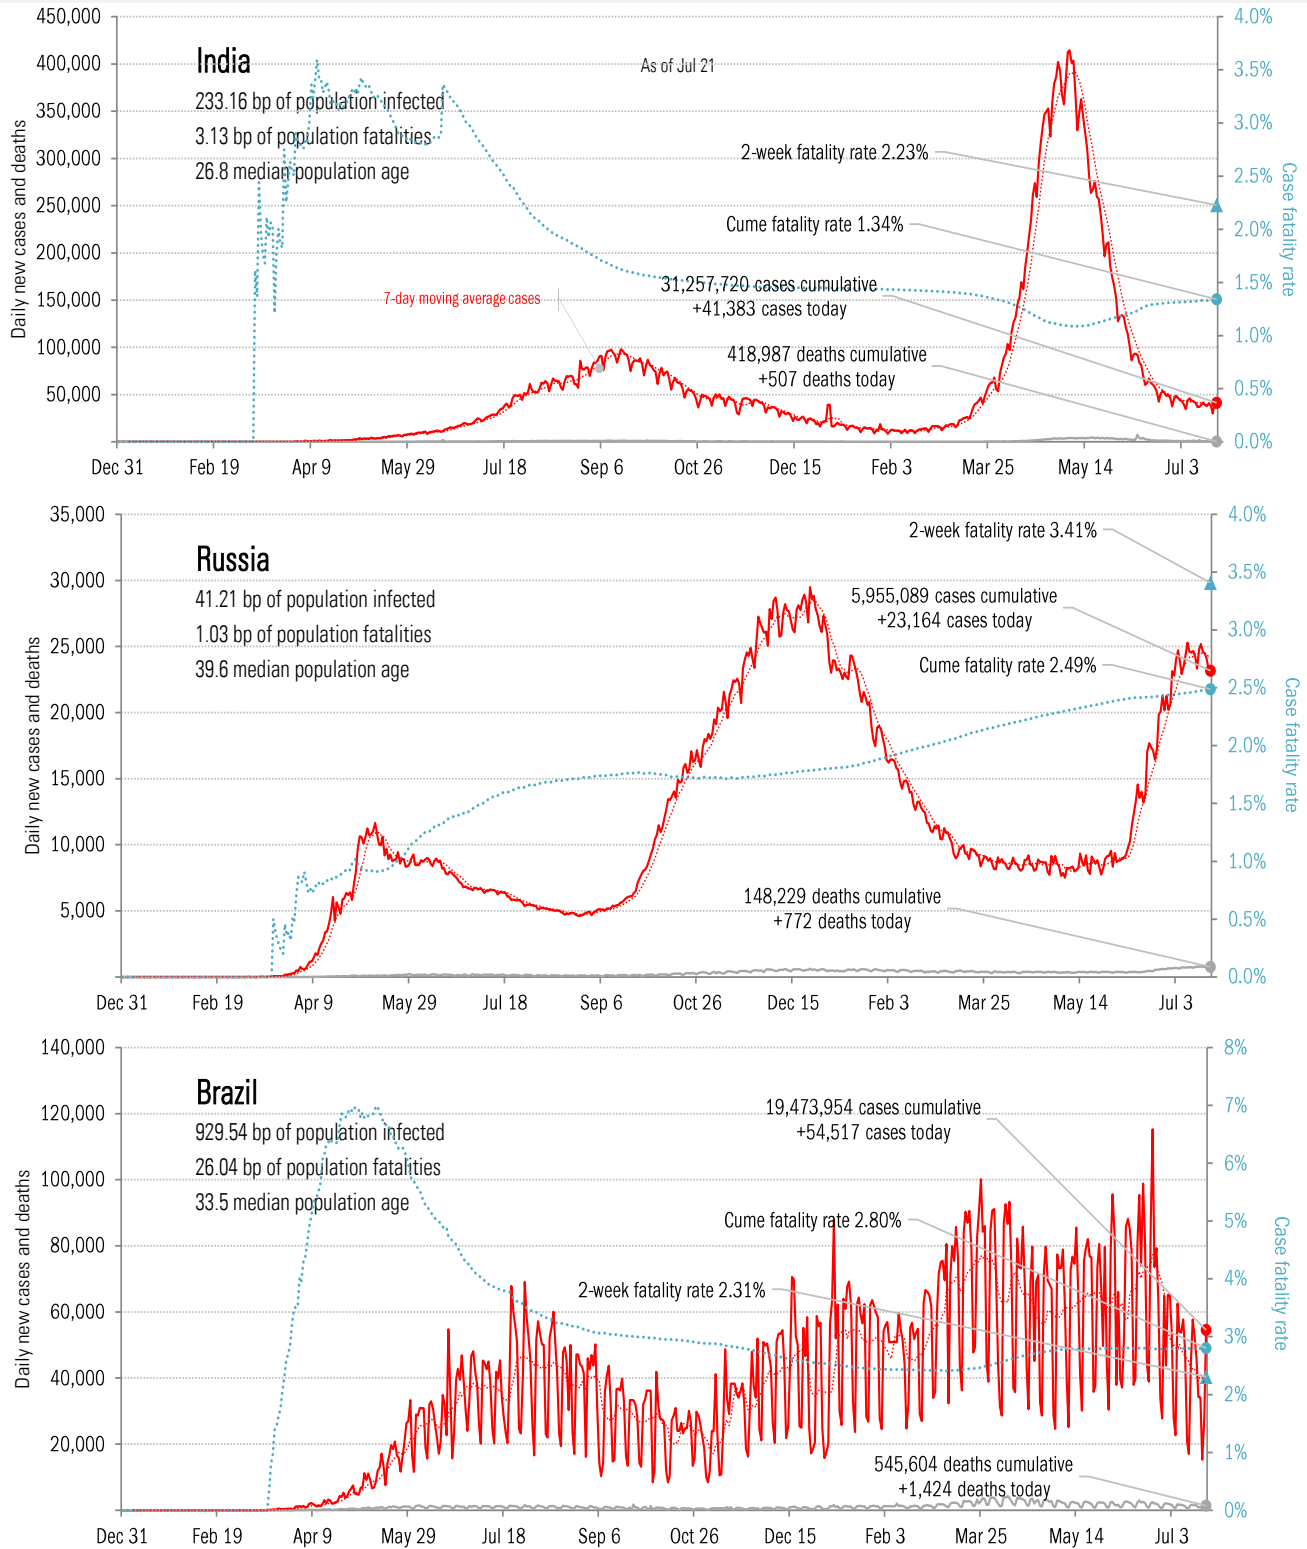 450,000
400,000
350,000
300,000
250,000
200,000
150,000
100,000
50,000
Daily new cases and deaths
India
233.16 bp of population infected
3.13 bp of population fatalities
26.8 median population age
As of Jul 21
2-week fatality rate 2.23%
Cume fatality rate 1.34%
31,257,720 cases cumulative
+41,383 cases today
7-day moving average cases
418,987 deaths cumulative
+507 deaths today
4.0%
3.5%
3.0%
2.5%
2.0%
1.5%
1.0%
0.5%
0.0%
Case fatality rate
Dec 31 Feb 19 Apr 9 May 29 Jul 18 Sep 6 Oct 26 Dec 15 Feb 3 Mar 25 May 14 Jul 3
35,000
30,000
25,000
20,000
15,000
10,000
5,000
Daily new cases and deaths
Russia
41.21 bp of population infected
1.03 bp of population fatalities
39.6 median population age
2-week fatality rate 3.41%
5,955,089 cases cumulative
+23,164 cases today
Cume fatality rate 2.49%
148,229 deaths cumulative
+772 deaths today
4.0%
3.5%
3.0%
2.5%
2.0%
1.5%
1.0%
0.5%
0.0%
Case fatality rate
Dec 31 Feb 19 Apr 9 May 29 Jul 18 Sep 6 Oct 26 Dec 15 Feb 3 Mar 25 May 14 Jul 3
140,000
120,000
100,000
80,000
60,000
40,000
20,000
Daily new cases and deaths
Brazil
929.54 bp of population infected
26.04 bp of population fatalities
33.5 median population age
19,473,954 cases cumulative
+54,517 cases today
Cume fatality rate 2.80%
2-week fatality rate 2.31%
545,604 deaths cumulative
+1,424 deaths today
8%
7%
6%
5%
4%
3%
2%
1%
0%
Case fatality rate
Dec 31 Feb 19 Apr 9 May 29 Jul 18 Sep 6 Oct 26 Dec 15 Feb 3 Mar 25 May 14 Jul 3